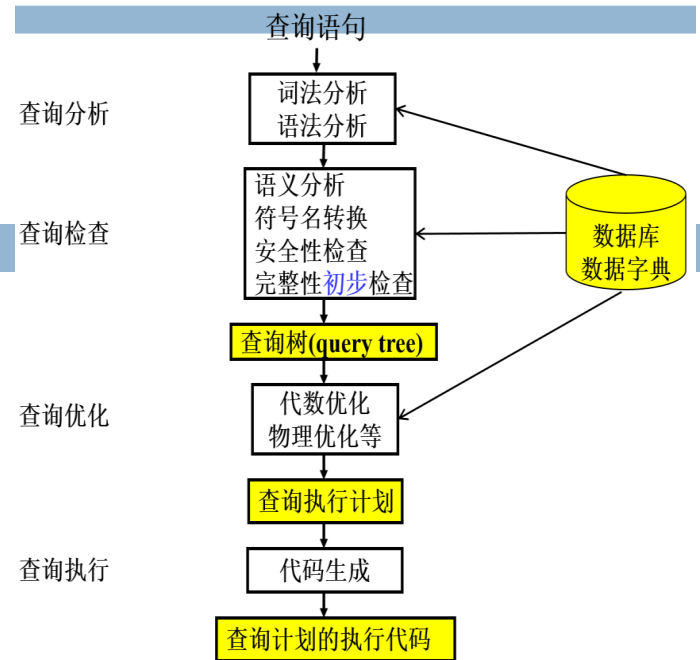 查询语句
查询分析
词法分析
语法分析
查询检查
语义分析
符号名转换
安全性检查
完整性初步检查
数据库
数据字典
查询树(query tree)
查询优化
代数优化
物理优化等
查询执行计划
查询执行
代码生成
查询计划的执行代码